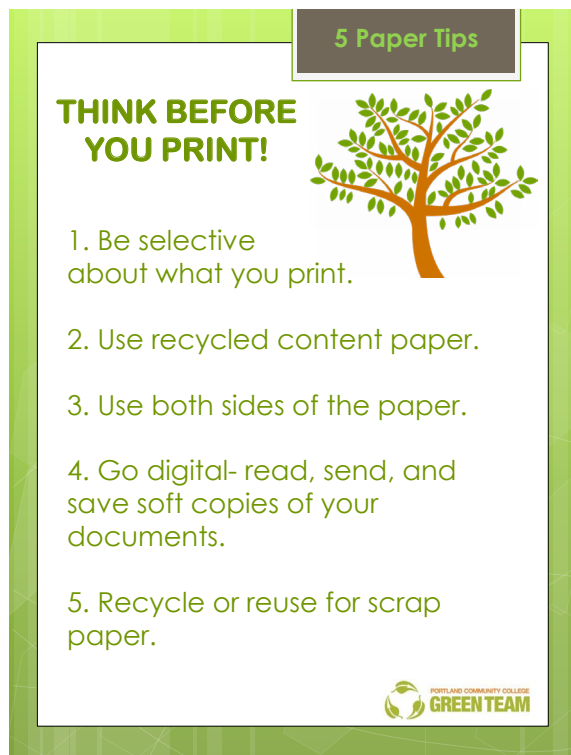 5 Paper Tips
THINK BEFORE
YOU PRINT!
1. Be selective
about what you print.
2. Use recycled content paper.
3. Use both sides of the paper.
4. Go digital- read, send, and
save soft copies of your
documents.
5. Recycle or reuse for scrap
paper.
PORTLAND COMMUNITY COLLEGE
GREEN TEAM